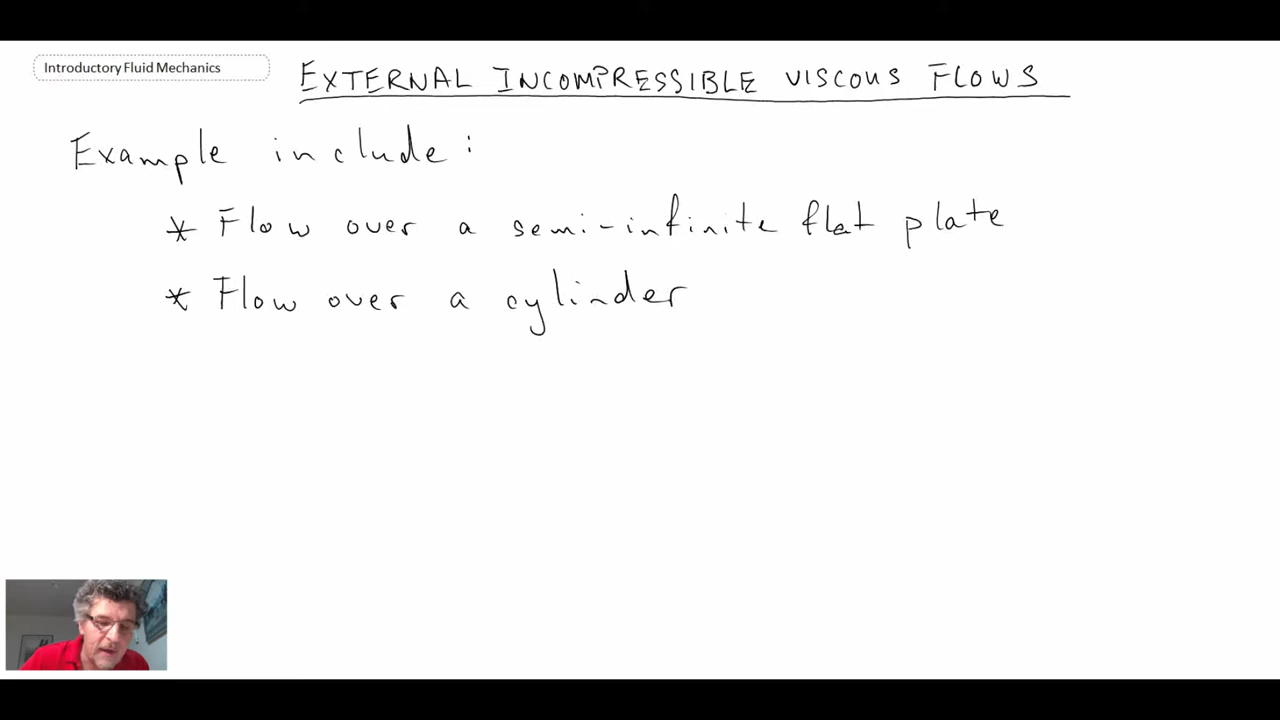 Introductory Fluid Mechanics
EXTERNAL INCOMPRESSIBLE VISCOUS FLOWS
Example include:
* Flow over a semi-infinite flat plate
* Flow over a cylinder